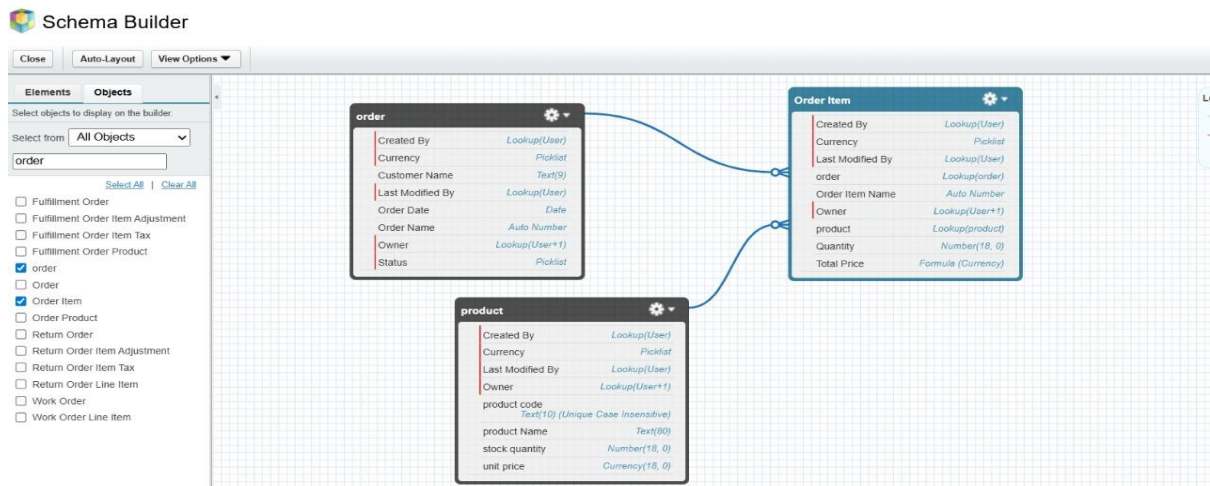 Schema Builder
Close Auto-Layout View Options
Elements Objects
Select objects to display on the builder.
Select from All Objects
order
Select All | Clear All
Fulfillment Order
Fulfillment Order Item Adjustment
Fulfillment Order Item Tax
Fulfillment Order Product
order
Order
Order Item
Order Product
Return Order
Return Order Item Adjustment
Return Order Item Tax
Return Order Line Item
Work Order
Work Order Line Item
order
Created By Lookup(User)
Currency Picklist
Customer Name Text(9)
Last Modified By Lookup(User)
Order Date Date
Order Name Auto Number
Owner Lookup(User+1)
Status Picklist
product
Created By Lookup(User)
Currency Picklist
Last Modified By Lookup(User)
Owner Lookup(User+1)
product code
Text(10) (Unique Case Insensitive)
product Name Text(80)
stock quantity Number(18, 0)
unit price Currency(18, 0)
Order Item
Created By Lookup(User)
Currency Picklist
Last Modified By Lookup(User)
order Lookup(order)
Order Item Name Auto Number
Owner Lookup(User+1)
product Lookup(product)
Quantity Number(18, 0)
Total Price Formula (Currency)